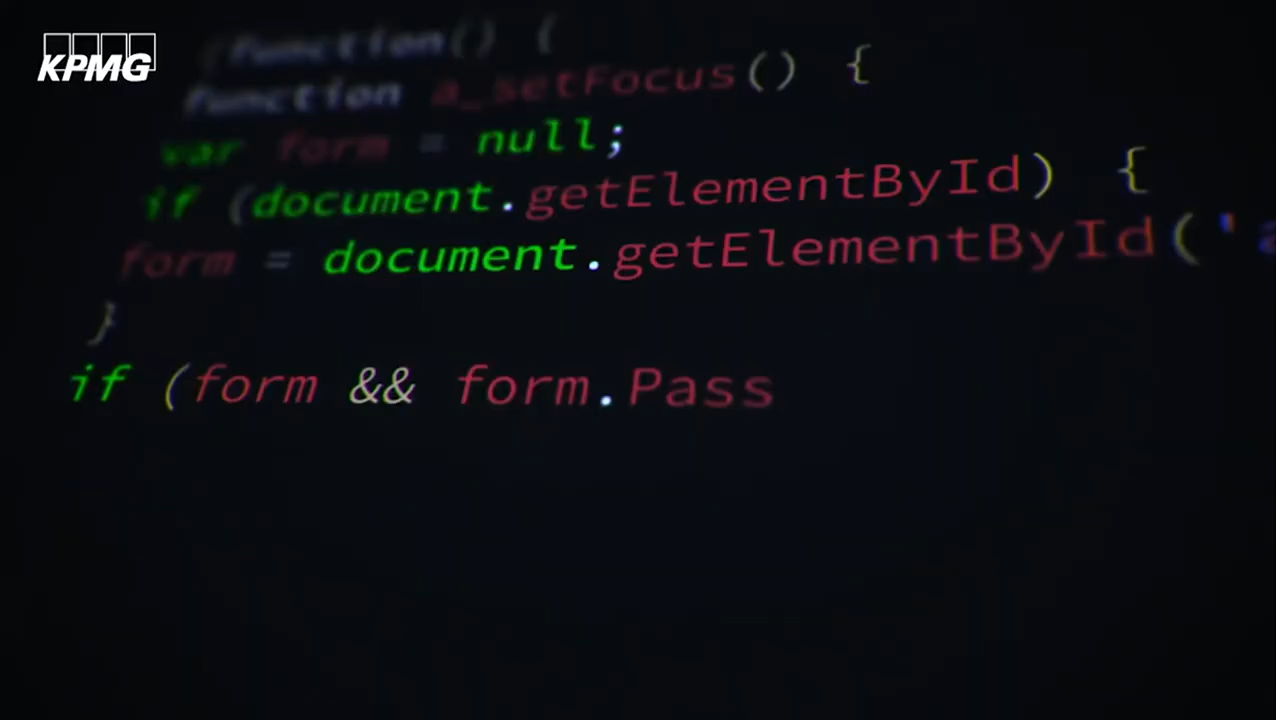 KPMG
(function() {
function a_setFocus() {
var form = null;
if (document.getElementById) {
form = document.getElementById('a
}
if (form && form.Pass